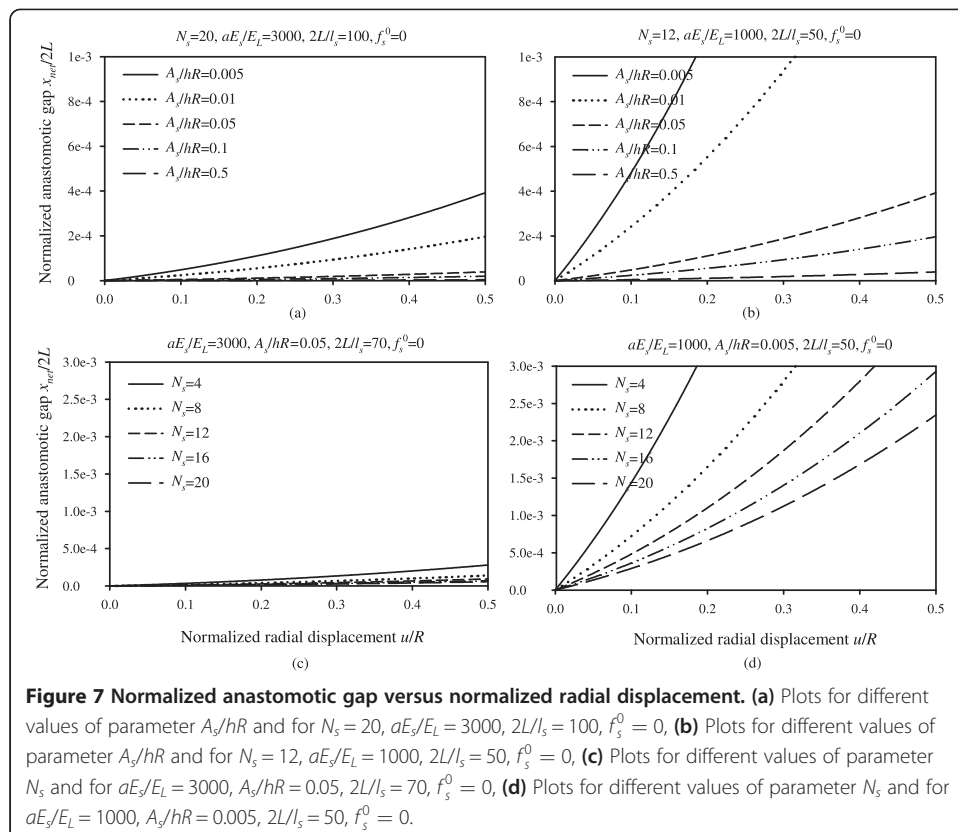 N_s=20, aE_s/E_L=3000, 2L/l_s=100, f_s^0=0
Normalized anastomotic gap x_net/2L
1e-3
8e-4
6e-4
4e-4
2e-4
0
A_s/hR=0.005
A_s/hR=0.01
A_s/hR=0.05
A_s/hR=0.1
A_s/hR=0.5
0.0 0.1 0.2 0.3 0.4 0.5
(a)
N_s=12, aE_s/E_L=1000, 2L/l_s=50, f_s^0=0
1e-3
8e-4
6e-4
4e-4
2e-4
0
A_s/hR=0.005
A_s/hR=0.01
A_s/hR=0.05
A_s/hR=0.1
A_s/hR=0.5
0.0 0.1 0.2 0.3 0.4 0.5
(b)
aE_s/E_L=3000, A_s/hR=0.05, 2L/l_s=70, f_s^0=0
Normalized anastomotic gap x_net/2L
3.0e-3
2.5e-3
2.0e-3
1.5e-3
1.0e-3
5.0e-4
0.0
N_s=4
N_s=8
N_s=12
N_s=16
N_s=20
0.0 0.1 0.2 0.3 0.4 0.5
Normalized radial displacement u/R
(c)
aE_s/E_L=1000, A_s/hR=0.005, 2L/l_s=50, f_s^0=0
3.0e-3
2.5e-3
2.0e-3
1.5e-3
1.0e-3
5.0e-4
0.0
N_s=4
N_s=8
N_s=12
N_s=16
N_s=20
0.0 0.1 0.2 0.3 0.4 0.5
Normalized radial displacement u/R
(d)
Figure 7 Normalized anastomotic gap versus normalized radial displacement. (a) Plots for different
values of parameter A_s/hR and for N_s = 20, aE_s/E_L = 3000, 2L/l_s = 100, f_s^0 = 0, (b) Plots for different values of
parameter A_s/hR and for N_s = 12, aE_s/E_L = 1000, 2L/l_s = 50, f_s^0 = 0, (c) Plots for different values of parameter
N_s and for aE_s/E_L = 3000, A_s/hR = 0.05, 2L/l_s = 70, f_s^0 = 0, (d) Plots for different values of parameter N_s and for
aE_s/E_L = 1000, A_s/hR = 0.005, 2L/l_s = 50, f_s^0 = 0.